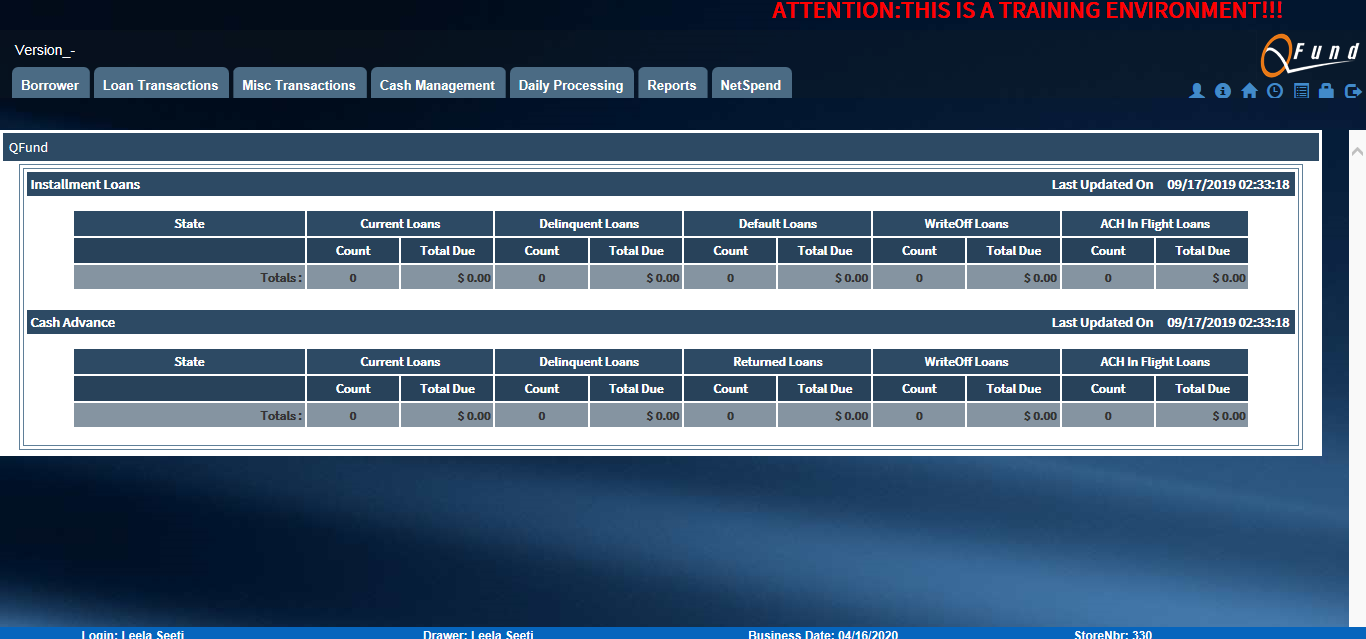 ATTENTION:THIS IS A TRAINING ENVIRONMENT!!!
Version_-
QFund
Borrower Loan Transactions Misc Transactions Cash Management Daily Processing Reports NetSpend
QFund
Installment Loans Last Updated On 09/17/2019 02:33:18
State Current Loans Delinquent Loans Default Loans WriteOff Loans ACH In Flight Loans
Count Total Due Count Total Due Count Total Due Count Total Due Count Total Due
Totals : 0 $ 0.00 0 $ 0.00 0 $ 0.00 0 $ 0.00 0 $ 0.00
Cash Advance Last Updated On 09/17/2019 02:33:18
State Current Loans Delinquent Loans Returned Loans WriteOff Loans ACH In Flight Loans
Count Total Due Count Total Due Count Total Due Count Total Due Count Total Due
Totals : 0 $ 0.00 0 $ 0.00 0 $ 0.00 0 $ 0.00 0 $ 0.00
Login: Leela Seefi Drawer: Leela Seefi Business Date: 04/16/2020 StoreNbr: 330